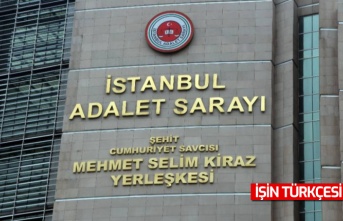 İSTANBUL
ADALET SARAYI
ŞEHİT
CUMHURİYET SAVCISI
MEHMET SELİM KİRAZ
YERLEŞKESİ
İŞİN TÜRKÇESİ